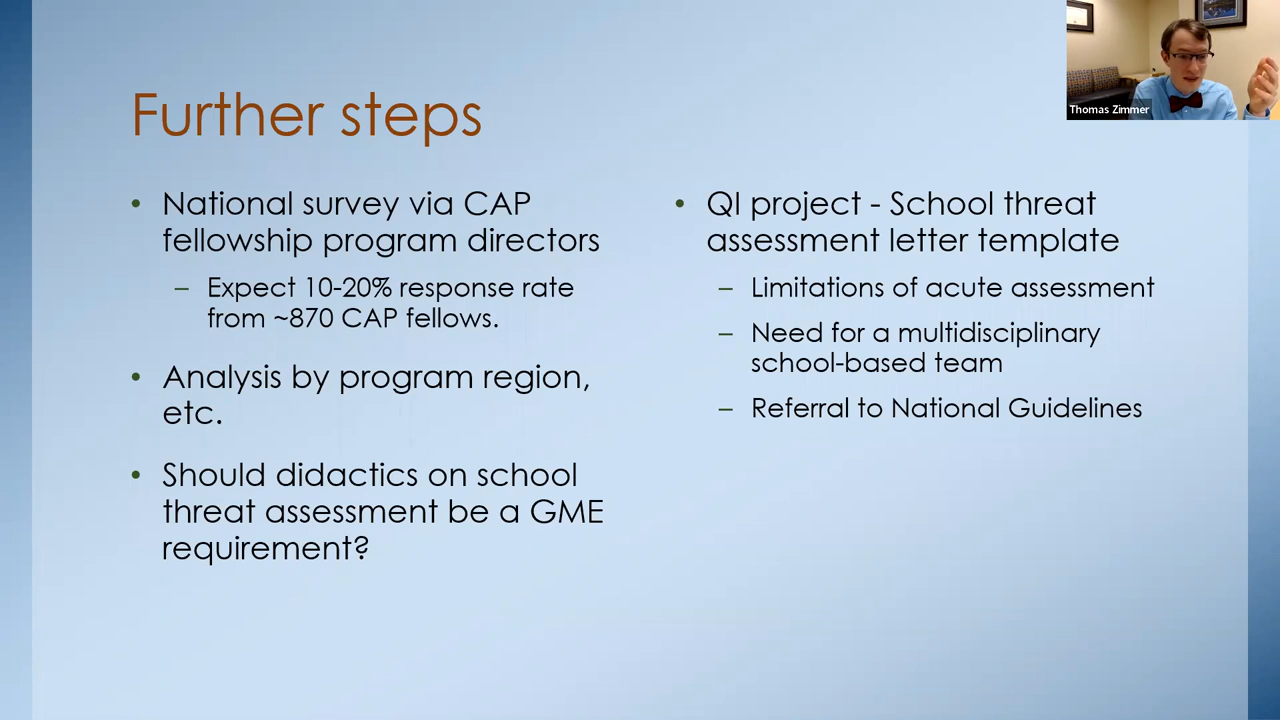 Further steps
• National survey via CAP
fellowship program directors
– Expect 10-20% response rate
from ~870 CAP fellows.
• Analysis by program region,
etc.
• Should didactics on school
threat assessment be a GME
requirement?
• QI project - School threat
assessment letter template
– Limitations of acute assessment
– Need for a multidisciplinary
school-based team
– Referral to National Guidelines
Thomas Zimmer